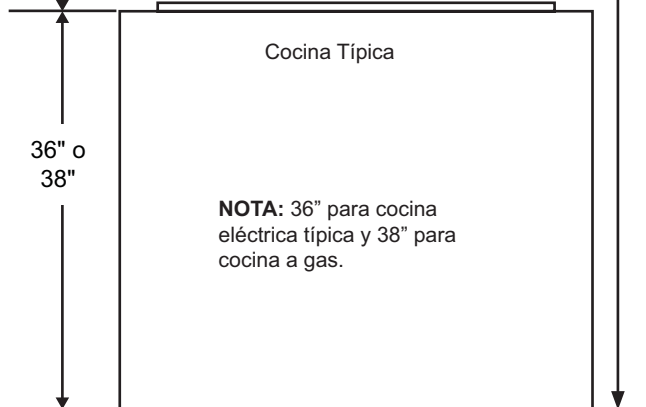 Cocina Típica
36" o
38"
NOTA: 36” para cocina
eléctrica típica y 38” para
cocina a gas.